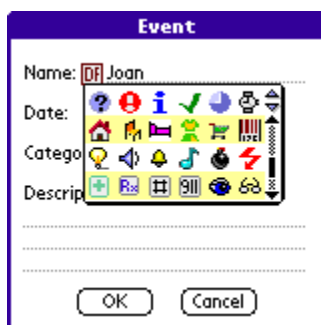 Event
Name: DF Joan
Date:
Catego
Rx # 911
Descrip
OK Cancel